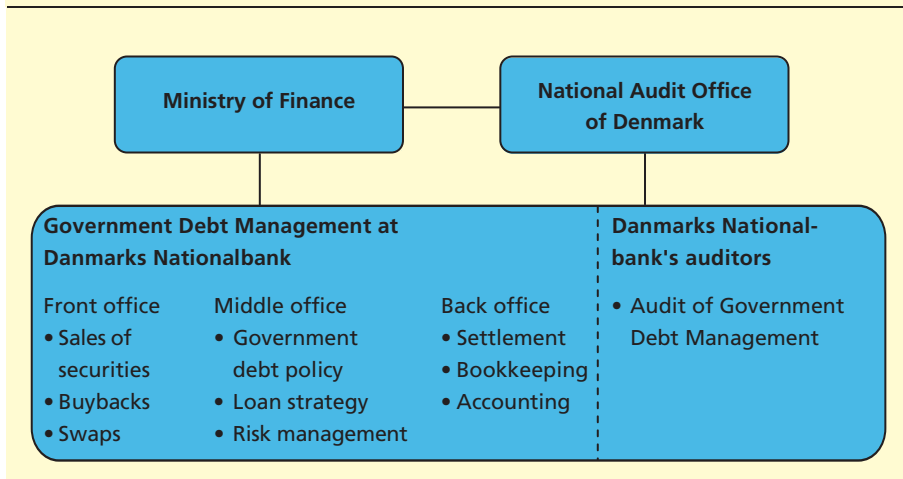 Ministry of Finance
National Audit Office
of Denmark
Government Debt Management at
Danmarks Nationalbank
Front office
• Sales of
securities
• Buybacks
• Swaps
Middle office
• Government
debt policy
• Loan strategy
• Risk management
Back office
• Settlement
• Bookkeeping
• Accounting
Danmarks National-
bank's auditors
• Audit of Government
Debt Management